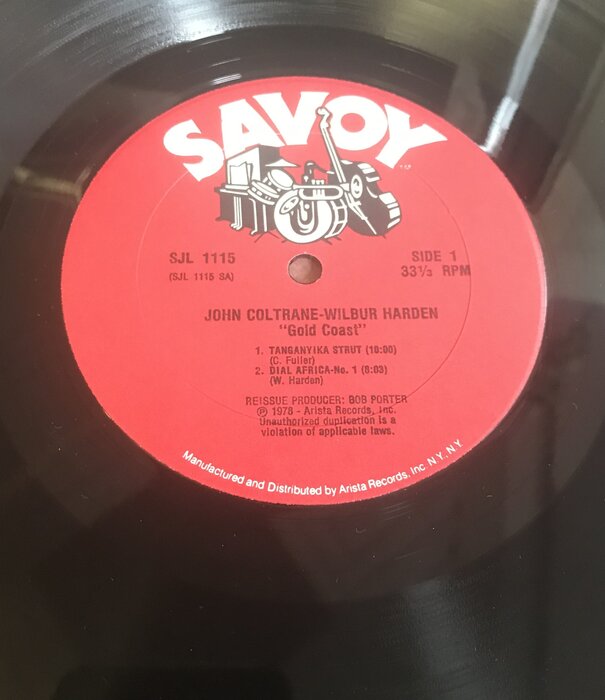 SAVOY
SJL 1115
(SJL 1115 SA)
SIDE 1
33⅓ RPM
JOHN COLTRANE-WILBUR HARDEN
"Gold Coast"
1. TANGANYIKA STRUT (10:00)
(C. Fuller)
2. DIAL AFRICA-No. 1 (8:03)
(W. Harden)
REISSUE PRODUCER: BOB PORTER
℗ 1978 - Arista Records, Inc.
Unauthorized duplication is a
violation of applicable laws.
Manufactured and Distributed by Arista Records, Inc N.Y., N.Y.